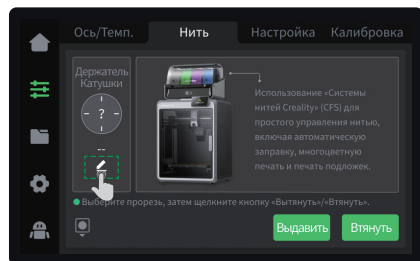 Ось/Темп. Нить Настройка Калибровка
Держатель
Катушки
?
--
Использование «Системы
нитей Creality» (CFS) для
простого управления нитью,
включая автоматическую
заправку, многоцветную
печать и печать подложек.
Выберите прорезь, затем щелкните кнопку «Вытянуть»/«Втянуть».
Выдавить Втянуть